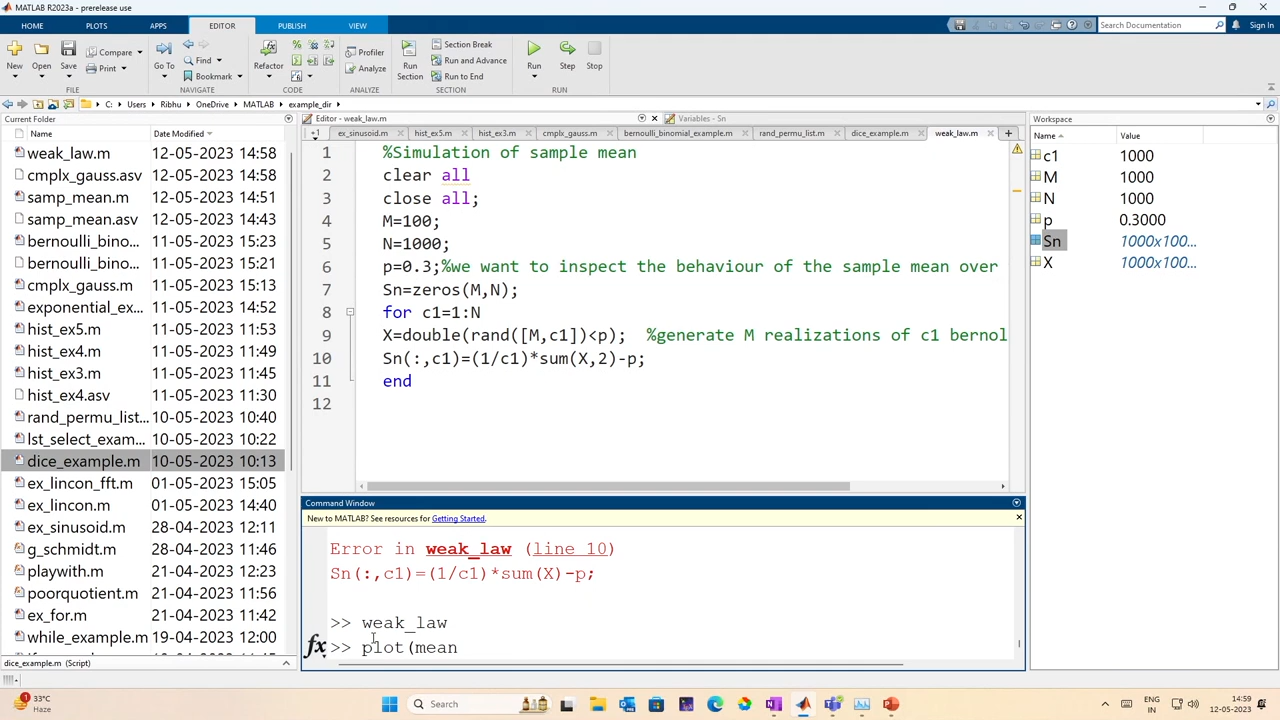 MATLAB R2023a - prerelease use
HOME PLOTS APPS EDITOR PUBLISH VIEW Search Documentation Sign In
New Open Save Compare Print Go To Find Bookmark Refactor Profiler Analyze Run Section Section Break Run and Advance Run to End Run Step Stop
FILE NAVIGATE CODE ANALYZE SECTION RUN
C: Users Ribhu OneDrive MATLAB example_dir
Current Folder
Name Date Modified
weak_law.m 12-05-2023 14:58
cmplx_gauss.asv 12-05-2023 14:58
samp_mean.m 12-05-2023 14:51
samp_mean.asv 12-05-2023 14:43
bernoulli_bino... 11-05-2023 15:23
bernoulli_bino... 11-05-2023 15:21
cmplx_gauss.m 11-05-2023 15:13
exponential_ex... 11-05-2023 14:52
hist_ex5.m 11-05-2023 11:53
hist_ex4.m 11-05-2023 11:49
hist_ex3.m 11-05-2023 11:45
hist_ex4.asv 11-05-2023 11:30
rand_permu_list... 10-05-2023 10:40
lst_select_exam... 10-05-2023 10:22
dice_example.m 10-05-2023 10:13
ex_lincon_fft.m 01-05-2023 15:05
ex_lincon.m 01-05-2023 14:40
ex_sinusoid.m 28-04-2023 12:11
g_schmidt.m 26-04-2023 11:46
playwith.m 21-04-2023 12:23
poorquotient.m 21-04-2023 12:00
ex_for.m 21-04-2023 11:42
while_example.m 19-04-2023 12:00
dice_example.m (Script)
Editor - weak_law.m Variables - Sn
+1 ex_sinusoid.m hist_ex5.m hist_ex3.m cmplx_gauss.m bernoulli_binomial_example.m rand_permu_list.m dice_example.m weak_law.m
1 %Simulation of sample mean
2 clear all
3 close all;
4 M=100;
5 N=1000;
6 p=0.3;%we want to inspect the behaviour of the sample mean over
7 Sn=zeros(M,N);
8 for c1=1:N
9 X=double(rand([M,c1])<p); %generate M realizations of c1 bernol
10 Sn(:,c1)=(1/c1)*sum(X,2)-p;
11 end
12
Command Window
New to MATLAB? See resources for Getting Started.
Error in weak_law (line 10)
Sn(:,c1)=(1/c1)*sum(X)-p;
>> weak_law
fx >> plot(mean
Workspace
Name Value
c1 1000
M 1000
N 1000
p 0.3000
Sn 1000x100...
X 1000x100...
33°C
Haze
Search
ENG
IN
14:59
12-05-2023